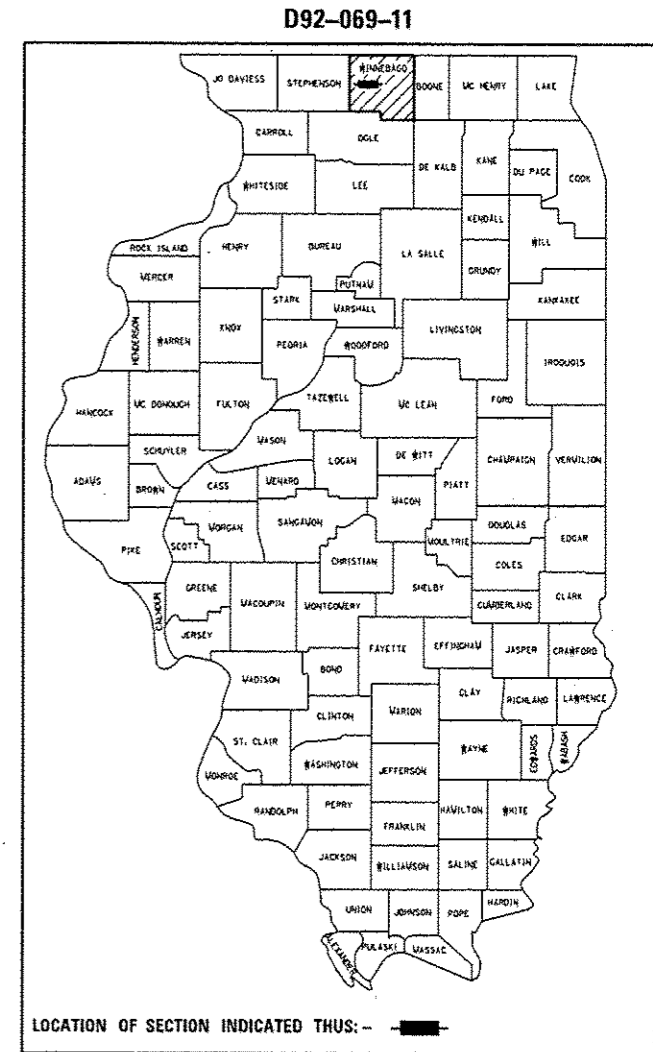 D92-069-11
JO DAVIESS
STEPHENSON
WINNEBAGO
BOONE
MC HENRY
LAKE
CARROLL
OGLE
DE KALB
KANE
DU PAGE
COOK
WHITESIDE
LEE
KENDALL
WILL
ROCK ISLAND
HENRY
BUREAU
LA SALLE
GRUNDY
MERCER
PUTNAM
KANKAKEE
STARK
MARSHALL
HENDERSON
WARREN
KNOX
PEORIA
WOODFORD
LIVINGSTON
IROQUOIS
HANCOCK
MC DONOUGH
FULTON
TAZEWELL
MC LEAN
FORD
MASON
SCHUYLER
LOGAN
DE WITT
CHAMPAIGN
VERMILION
ADAMS
BROWN
CASS
MENARD
MACON
PIATT
MORGAN
SANGAMON
DOUGLAS
EDGAR
PIKE
SCOTT
CHRISTIAN
MOULTRIE
COLES
GREENE
SHELBY
CALHOUN
MACOUPIN
MONTGOMERY
CUMBERLAND
CLARK
JERSEY
FAYETTE
EFFINGHAM
JASPER
CRAWFORD
BOND
MADISON
CLAY
RICHLAND
LAWRENCE
CLINTON
MARION
ST. CLAIR
WAYNE
EDWARDS
WABASH
MONROE
WASHINGTON
JEFFERSON
RANDOLPH
PERRY
HAMILTON
WHITE
FRANKLIN
JACKSON
WILLIAMSON
SALINE
GALLATIN
UNION
JOHNSON
POPE
HARDIN
ALEXANDER
PULASKI
MASSAC
LOCATION OF SECTION INDICATED THUS: -